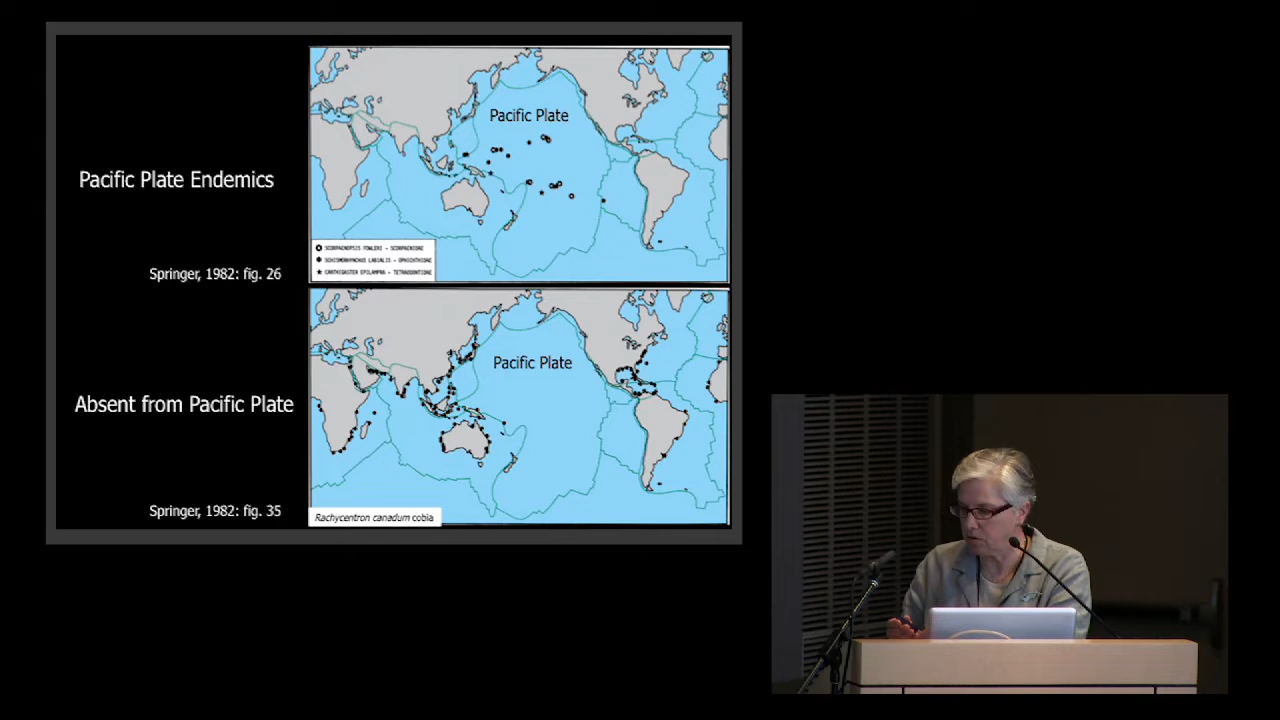 Pacific Plate Endemics
Springer, 1982: fig. 26
Pacific Plate
SCORPAENOPSIS FOWLERI – SCORPAENIDAE
SCHISMORHYNCHUS LABIALIS – OPHICHTHIDAE
CANTHIGASTER EPILAMPRA – TETRAODONTIDAE
Absent from Pacific Plate
Springer, 1982: fig. 35
Pacific Plate
Rachycentron canadum cobia